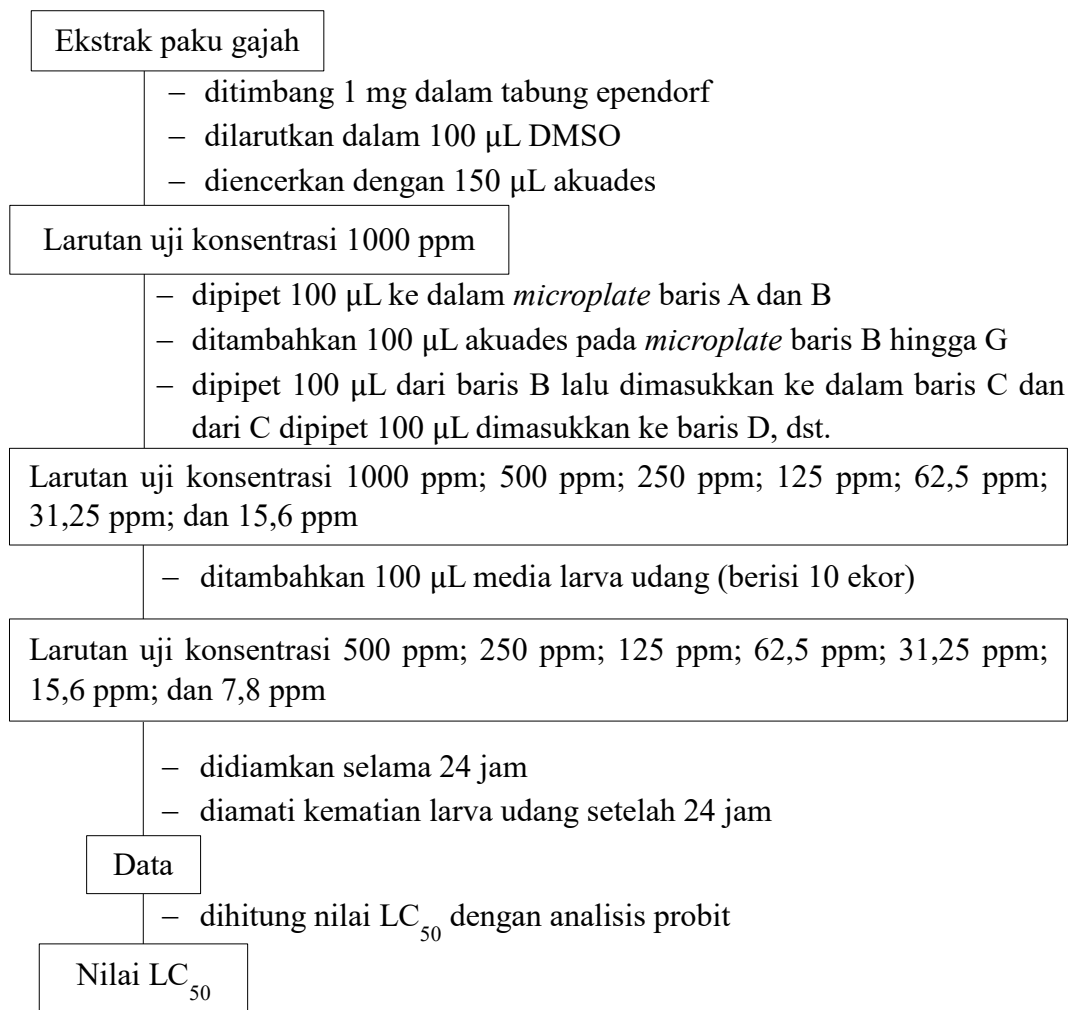 Ekstrak paku gajah
– ditimbang 1 mg dalam tabung ependorf
– dilarutkan dalam 100 μL DMSO
– diencerkan dengan 150 μL akuades
Larutan uji konsentrasi 1000 ppm
– dipipet 100 μL ke dalam microplate baris A dan B
– ditambahkan 100 μL akuades pada microplate baris B hingga G
– dipipet 100 μL dari baris B lalu dimasukkan ke dalam baris C dan
dari C dipipet 100 μL dimasukkan ke baris D, dst.
Larutan uji konsentrasi 1000 ppm; 500 ppm; 250 ppm; 125 ppm; 62,5 ppm;
31,25 ppm; dan 15,6 ppm
– ditambahkan 100 μL media larva udang (berisi 10 ekor)
Larutan uji konsentrasi 500 ppm; 250 ppm; 125 ppm; 62,5 ppm; 31,25 ppm;
15,6 ppm; dan 7,8 ppm
– didiamkan selama 24 jam
– diamati kematian larva udang setelah 24 jam
Data
– dihitung nilai LC50 dengan analisis probit
Nilai LC50